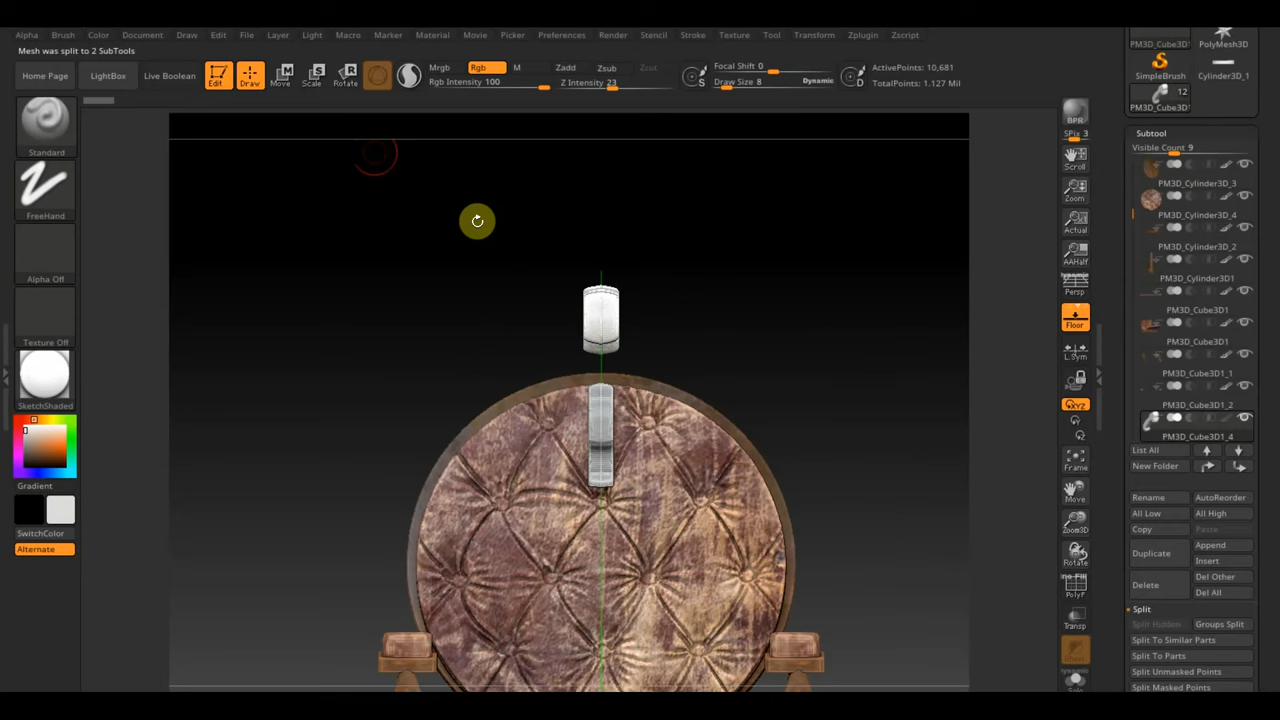 Alpha Brush Color Document Draw Edit File Layer Light Macro Marker Material Movie Picker Preferences Render Stencil Stroke Texture Tool Transform Zplugin Zscript
Mesh was split to 2 SubTools
Home Page LightBox Live Boolean Edit Draw Move Scale Rotate
Mrgb Rgb M Zadd Zsub Zcut
Rgb Intensity 100 Z Intensity 23
Focal Shift 0
Draw Size 8 Dynamic
ActivePoints: 10,681
TotalPoints: 1.127 Mil
S
D
Standard
FreeHand
Alpha Off
Texture Off
SketchShaded
Gradient
SwitchColor
Alternate
BPR
SPix 3
Scroll
Zoom
Actual
AAHalf
Persp
Floor
L.Sym
XYZ
Frame
Move
Zoom3D
Rotate
PolyF
Transp
Solo
PM3D_Cube3D1
PolyMesh3D
SimpleBrush
Cylinder3D_1
12
PM3D_Cube3D1
Subtool
Visible Count 9
PM3D_Cylinder3D_3
PM3D_Cylinder3D_4
PM3D_Cylinder3D_2
PM3D_Cylinder3D1
PM3D_Cube3D1
PM3D_Cube3D1
PM3D_Cube3D1_1
PM3D_Cube3D1_2
PM3D_Cube3D1_4
List All
New Folder
Rename AutoReorder
All Low All High
Copy Paste
Duplicate Append
Insert
Delete Del Other
Del All
Split
Split Hidden Groups Split
Split To Similar Parts
Split To Parts
Split Unmasked Points
Split Masked Points